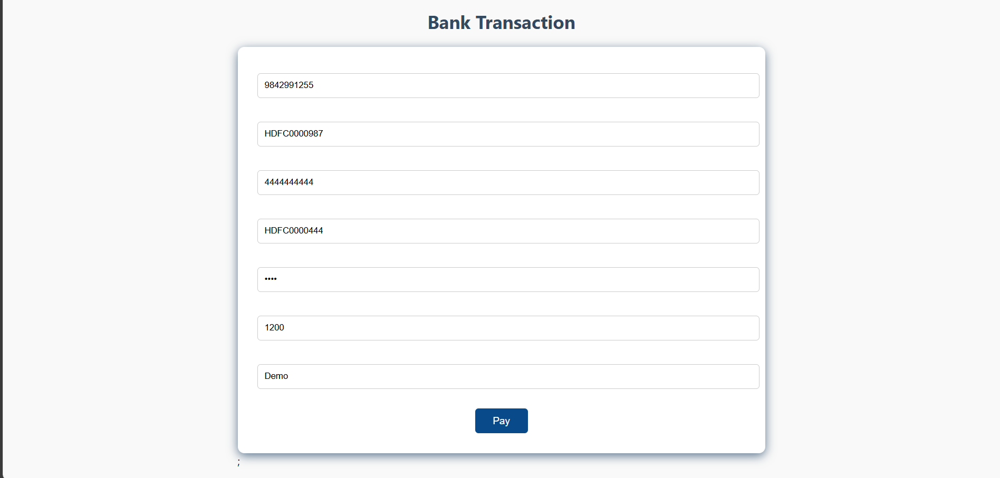 Bank Transaction
9842991255
HDFC0000987
4444444444
HDFC0000444
••••
1200
Demo
Pay
;